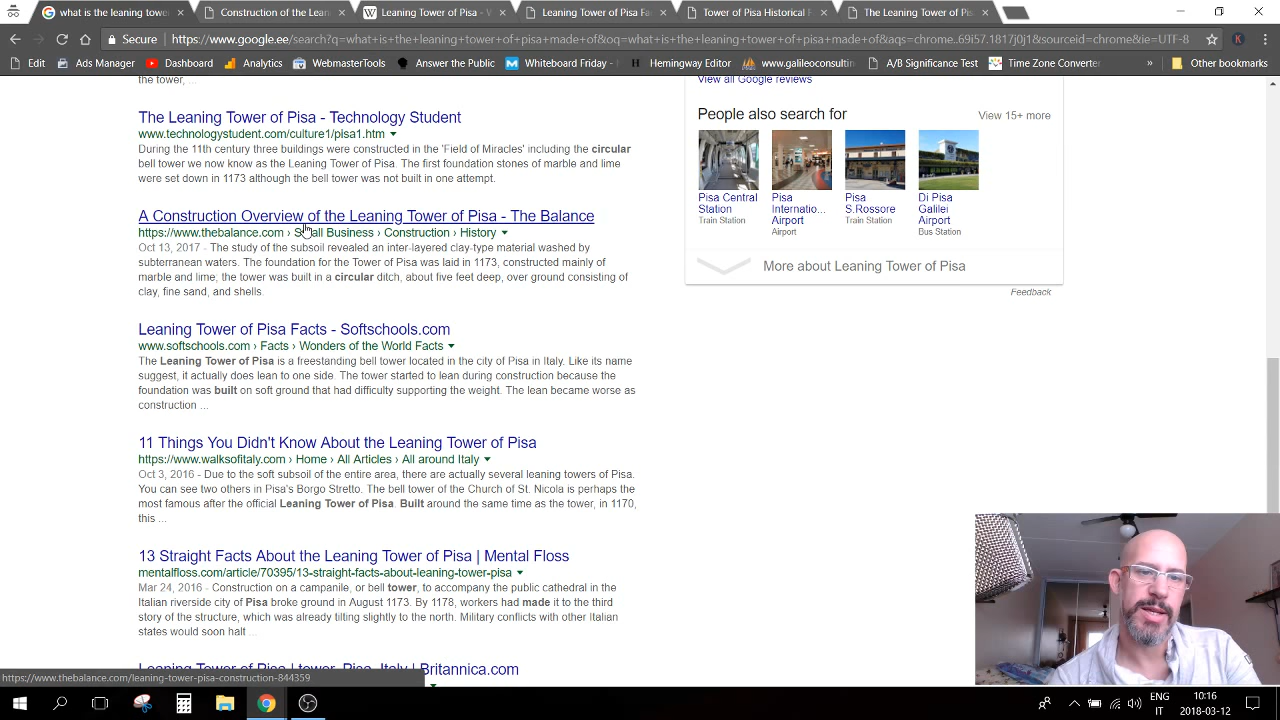 what is the leaning tower
Construction of the Lean
Leaning Tower of Pisa - W
Leaning Tower of Pisa Fac
Tower of Pisa Historical F
The Leaning Tower of Pis
Secure
https://www.google.ee/search?q=what+is+the+leaning+tower+of+pisa+made+of&oq=what+is+the+leaning+tower+of+pisa+made+of&aqs=chrome..69i57.1817j0j1&sourceid=chrome&ie=UTF-8
Edit
Ads Manager
Dashboard
Analytics
WebmasterTools
Answer the Public
Whiteboard Friday -
Hemingway Editor
www.galileoconsultin
A/B Significance Test
Time Zone Converter
»
Other bookmarks
the tower, ...
The Leaning Tower of Pisa - Technology Student
www.technologystudent.com/culture1/pisa1.htm
During the 11th century three buildings were constructed in the 'Field of Miracles' including the circular
bell tower we now know as the Leaning Tower of Pisa. The first foundation stones of marble and lime
were set down in 1173 although the bell tower was not built in one attempt.
A Construction Overview of the Leaning Tower of Pisa - The Balance
https://www.thebalance.com › Small Business › Construction › History
Oct 13, 2017 - The study of the subsoil revealed an inter-layered clay-type material washed by
subterranean waters. The foundation for the Tower of Pisa was laid in 1173, constructed mainly of
marble and lime, the tower was built in a circular ditch, about five feet deep, over ground consisting of
clay, fine sand, and shells.
Leaning Tower of Pisa Facts - Softschools.com
www.softschools.com › Facts › Wonders of the World Facts
The Leaning Tower of Pisa is a freestanding bell tower located in the city of Pisa in Italy. Like its name
suggest, it actually does lean to one side. The tower started to lean during construction because the
foundation was built on soft ground that had difficulty supporting the weight. The lean became worse as
construction ...
11 Things You Didn't Know About the Leaning Tower of Pisa
https://www.walksofitaly.com › Home › All Articles › All around Italy
Oct 3, 2016 - Due to the soft subsoil of the entire area, there are actually several leaning towers of Pisa.
You can see two others in Pisa's Borgo Stretto. The bell tower of the Church of St. Nicola is perhaps the
most famous after the official Leaning Tower of Pisa. Built around the same time as the tower, in 1170,
this ...
13 Straight Facts About the Leaning Tower of Pisa | Mental Floss
mentalfloss.com/article/70395/13-straight-facts-about-leaning-tower-pisa
Mar 24, 2016 - Construction on a campanile, or bell tower, to accompany the public cathedral in the
Italian riverside city of Pisa broke ground in August 1173. By 1178, workers had made it to the third
story of the structure, which was already tilting slightly to the north. Military conflicts with other Italian
states would soon halt ...
Leaning Tower of Pisa | tower, Pisa, Italy | Britannica.com
View all Google reviews
People also search for
View 15+ more
Pisa Central
Station
Train Station
Pisa
Internatio...
Airport
Airport
Pisa
S.Rossore
Train Station
Di Pisa
Galilei
Airport
Bus Station
More about Leaning Tower of Pisa
Feedback
https://www.thebalance.com/leaning-tower-pisa-construction-844359
ENG
IT
10:16
2018-03-12